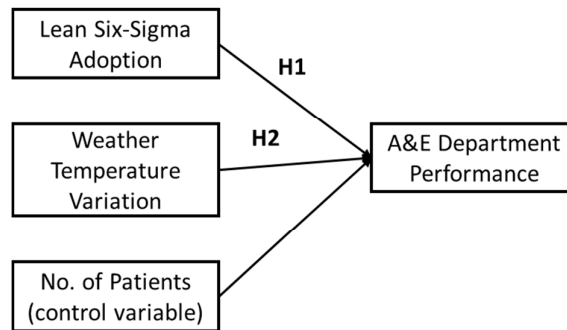 Lean Six-Sigma
Adoption
H1
Weather
Temperature
Variation
H2
A&E Department
Performance
No. of Patients
(control variable)